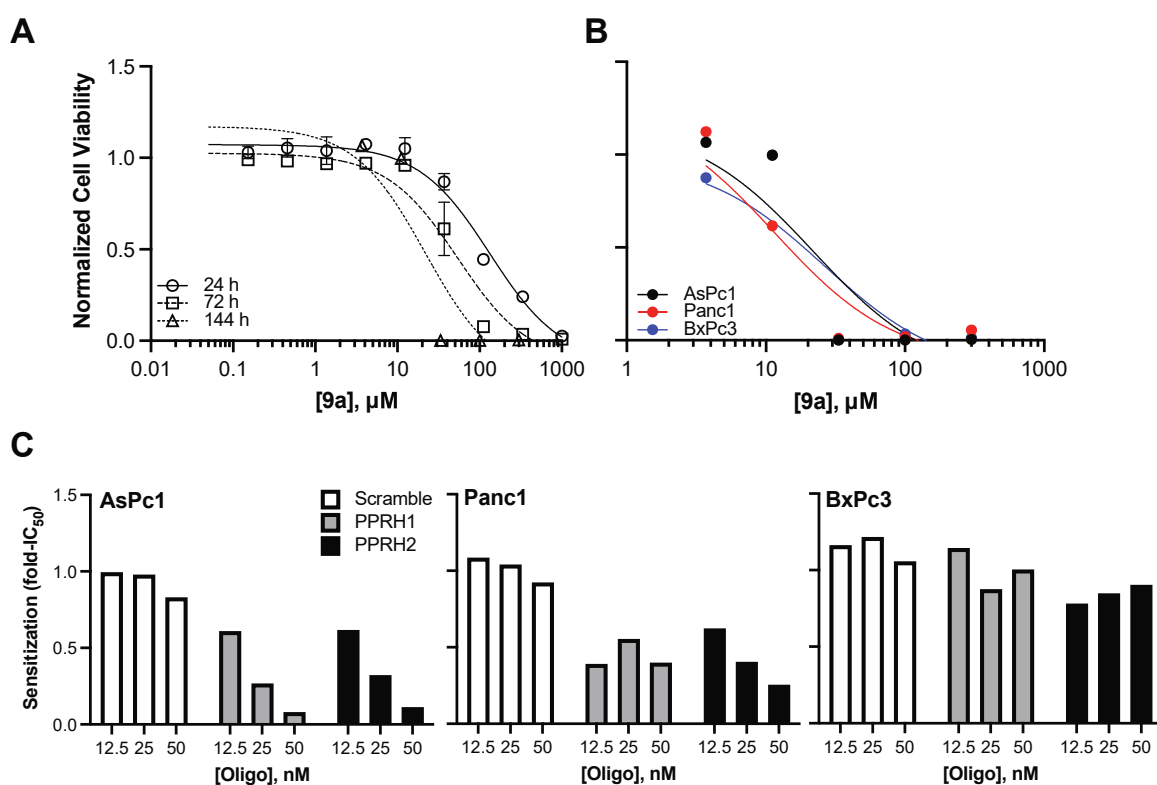 A
B
Normalized Cell Viability
1.5
1.0
0.5
0.0
24 h
72 h
144 h
0.01 0.1 1 10 100 1000
[9a], µM
AsPc1
Panc1
BxPc3
1 10 100 1000
[9a], µM
C
Sensitization (fold-IC50)
1.5
1.0
0.5
0.0
AsPc1
Scramble
PPRH1
PPRH2
12.5 25 50 12.5 25 50 12.5 25 50
[Oligo], nM
Panc1
12.5 25 50 12.5 25 50 12.5 25 50
[Oligo], nM
BxPc3
12.5 25 50 12.5 25 50 12.5 25 50
[Oligo], nM